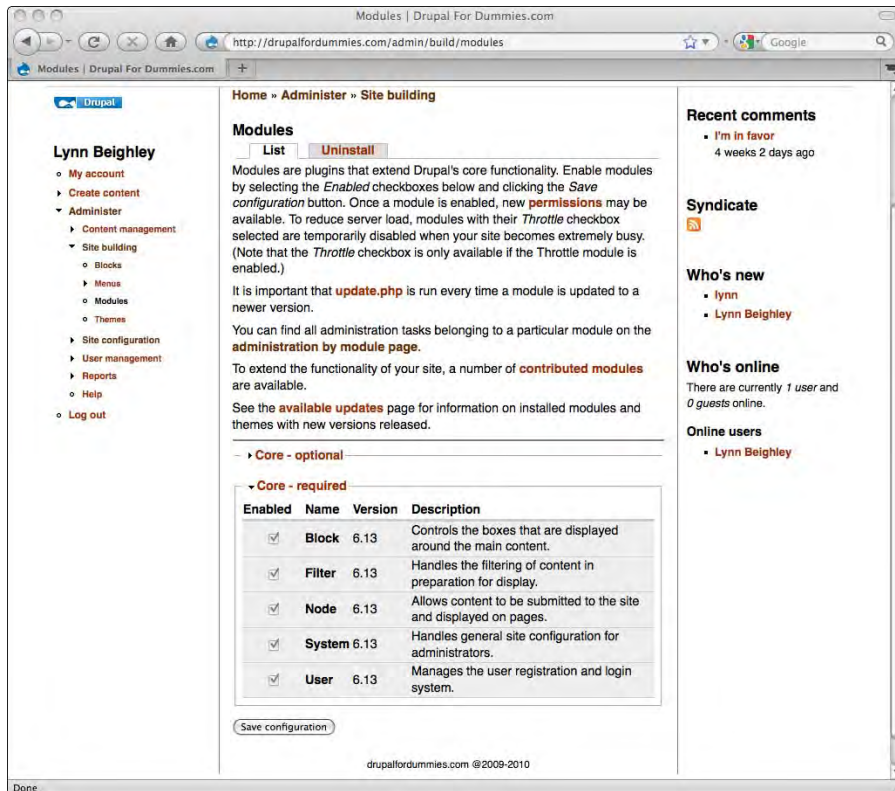 Modules | Drupal For Dummies.com
http://drupalfordummies.com/admin/build/modules
Google
Modules | Drupal For Dummies.com
+
Drupal
Lynn Beighley
My account
Create content
Administer
Content management
Site building
Blocks
Menus
Modules
Themes
Site configuration
User management
Reports
Help
Log out
Home » Administer » Site building
Modules
List Uninstall
Modules are plugins that extend Drupal's core functionality. Enable modules
by selecting the Enabled checkboxes below and clicking the Save
configuration button. Once a module is enabled, new permissions may be
available. To reduce server load, modules with their Throttle checkbox
selected are temporarily disabled when your site becomes extremely busy.
(Note that the Throttle checkbox is only available if the Throttle module is
enabled.)
It is important that update.php is run every time a module is updated to a
newer version.
You can find all administration tasks belonging to a particular module on the
administration by module page.
To extend the functionality of your site, a number of contributed modules
are available.
See the available updates page for information on installed modules and
themes with new versions released.
Core - optional
Core - required
Enabled Name Version Description
Block 6.13 Controls the boxes that are displayed
around the main content.
Filter 6.13 Handles the filtering of content in
preparation for display.
Node 6.13 Allows content to be submitted to the site
and displayed on pages.
System 6.13 Handles general site configuration for
administrators.
User 6.13 Manages the user registration and login
system.
Save configuration
drupalfordummies.com @2009-2010
Recent comments
I'm in favor
4 weeks 2 days ago
Syndicate
Who's new
lynn
Lynn Beighley
Who's online
There are currently 1 user and
0 guests online.
Online users
Lynn Beighley
Done